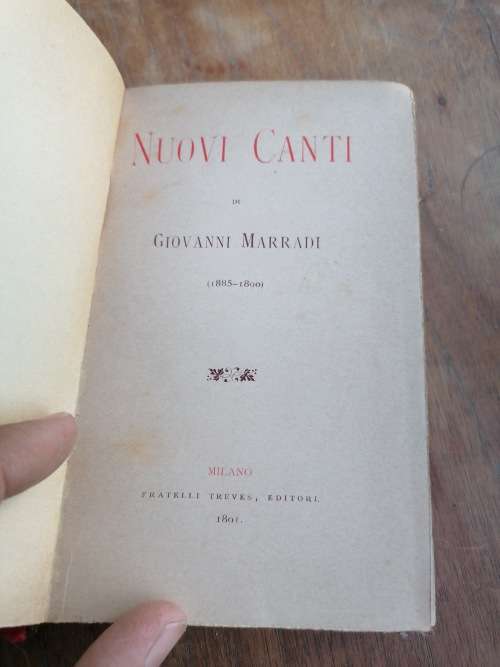 NUOVI CANTI
DI
GIOVANNI MARRADI
(1885-1890)
MILANO
FRATELLI TREVES, EDITORI.
1891.